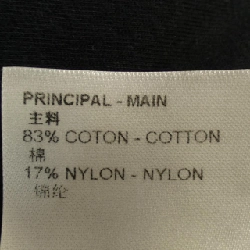 PRINCIPAL - MAIN
主料
83% COTON - COTTON
棉
17% NYLON - NYLON
锦纶